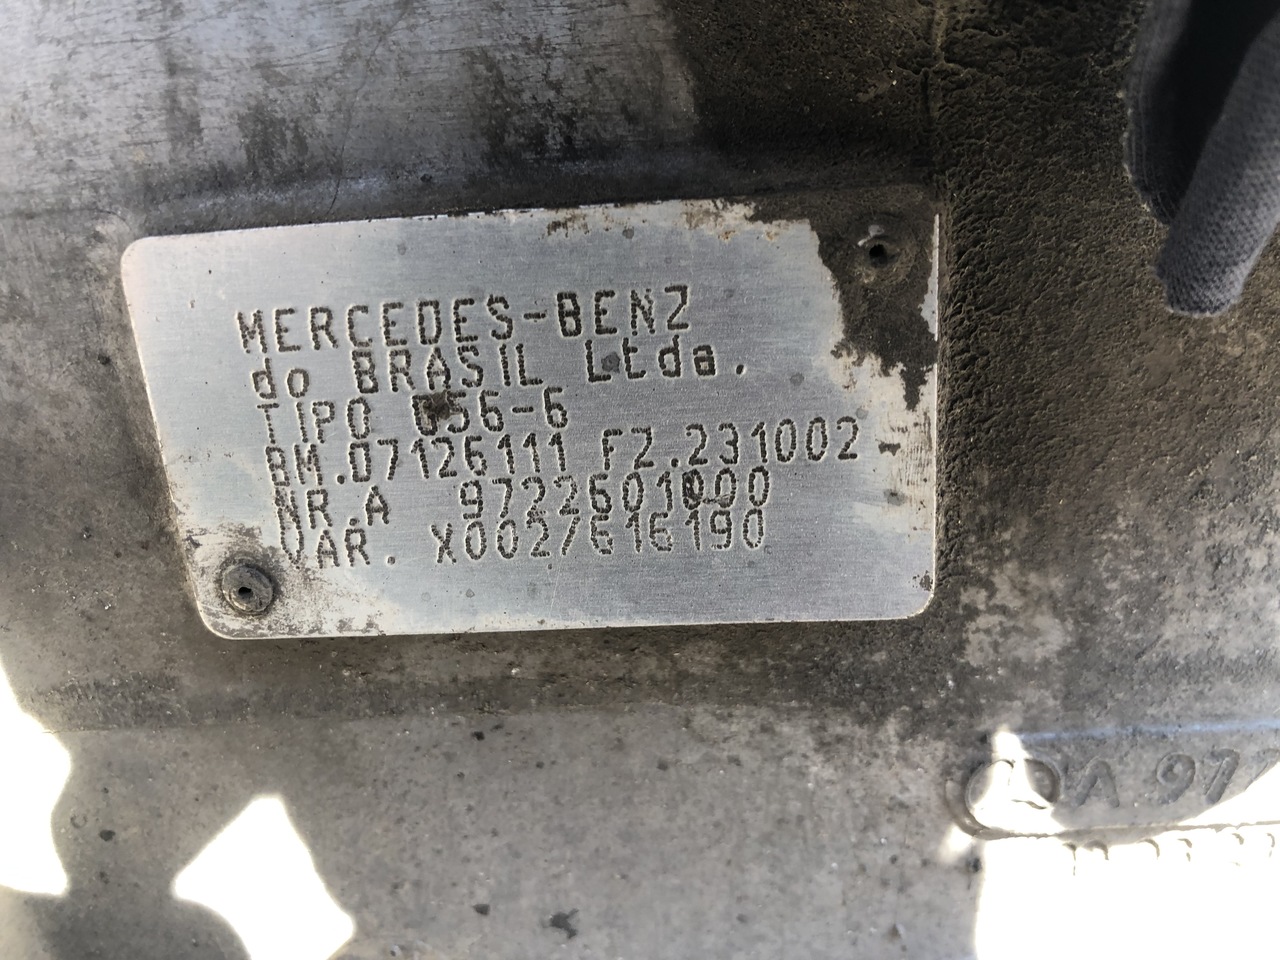 MERCEDES-BENZ
do BRASIL Ltda.
TIPO G56-6
BM.07126111 FZ.231002
NR.A 9722601000
VAR. X0027616190